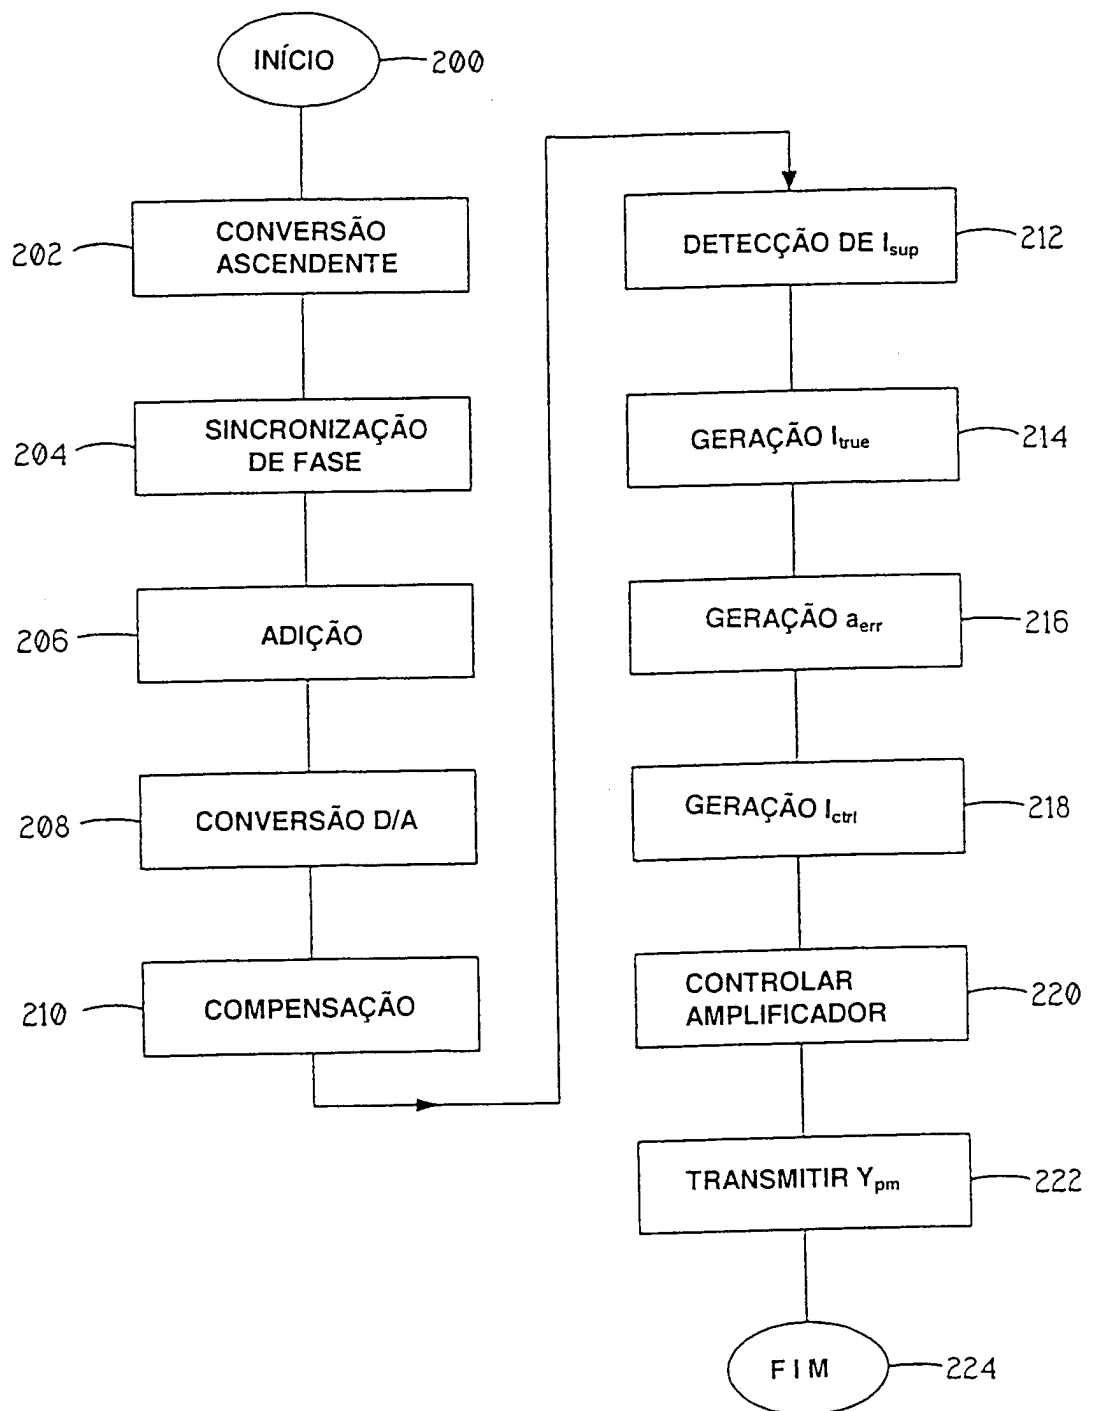 INÍCIO
200
202
CONVERSÃO
ASCENDENTE
204
SINCRONIZAÇÃO
DE FASE
206
ADIÇÃO
208
CONVERSÃO D/A
210
COMPENSAÇÃO
DETECÇÃO DE Isup
212
GERAÇÃO Itrue
214
GERAÇÃO aerr
216
GERAÇÃO Ictrl
218
CONTROLAR
AMPLIFICADOR
220
TRANSMITIR Ypm
222
FIM
224